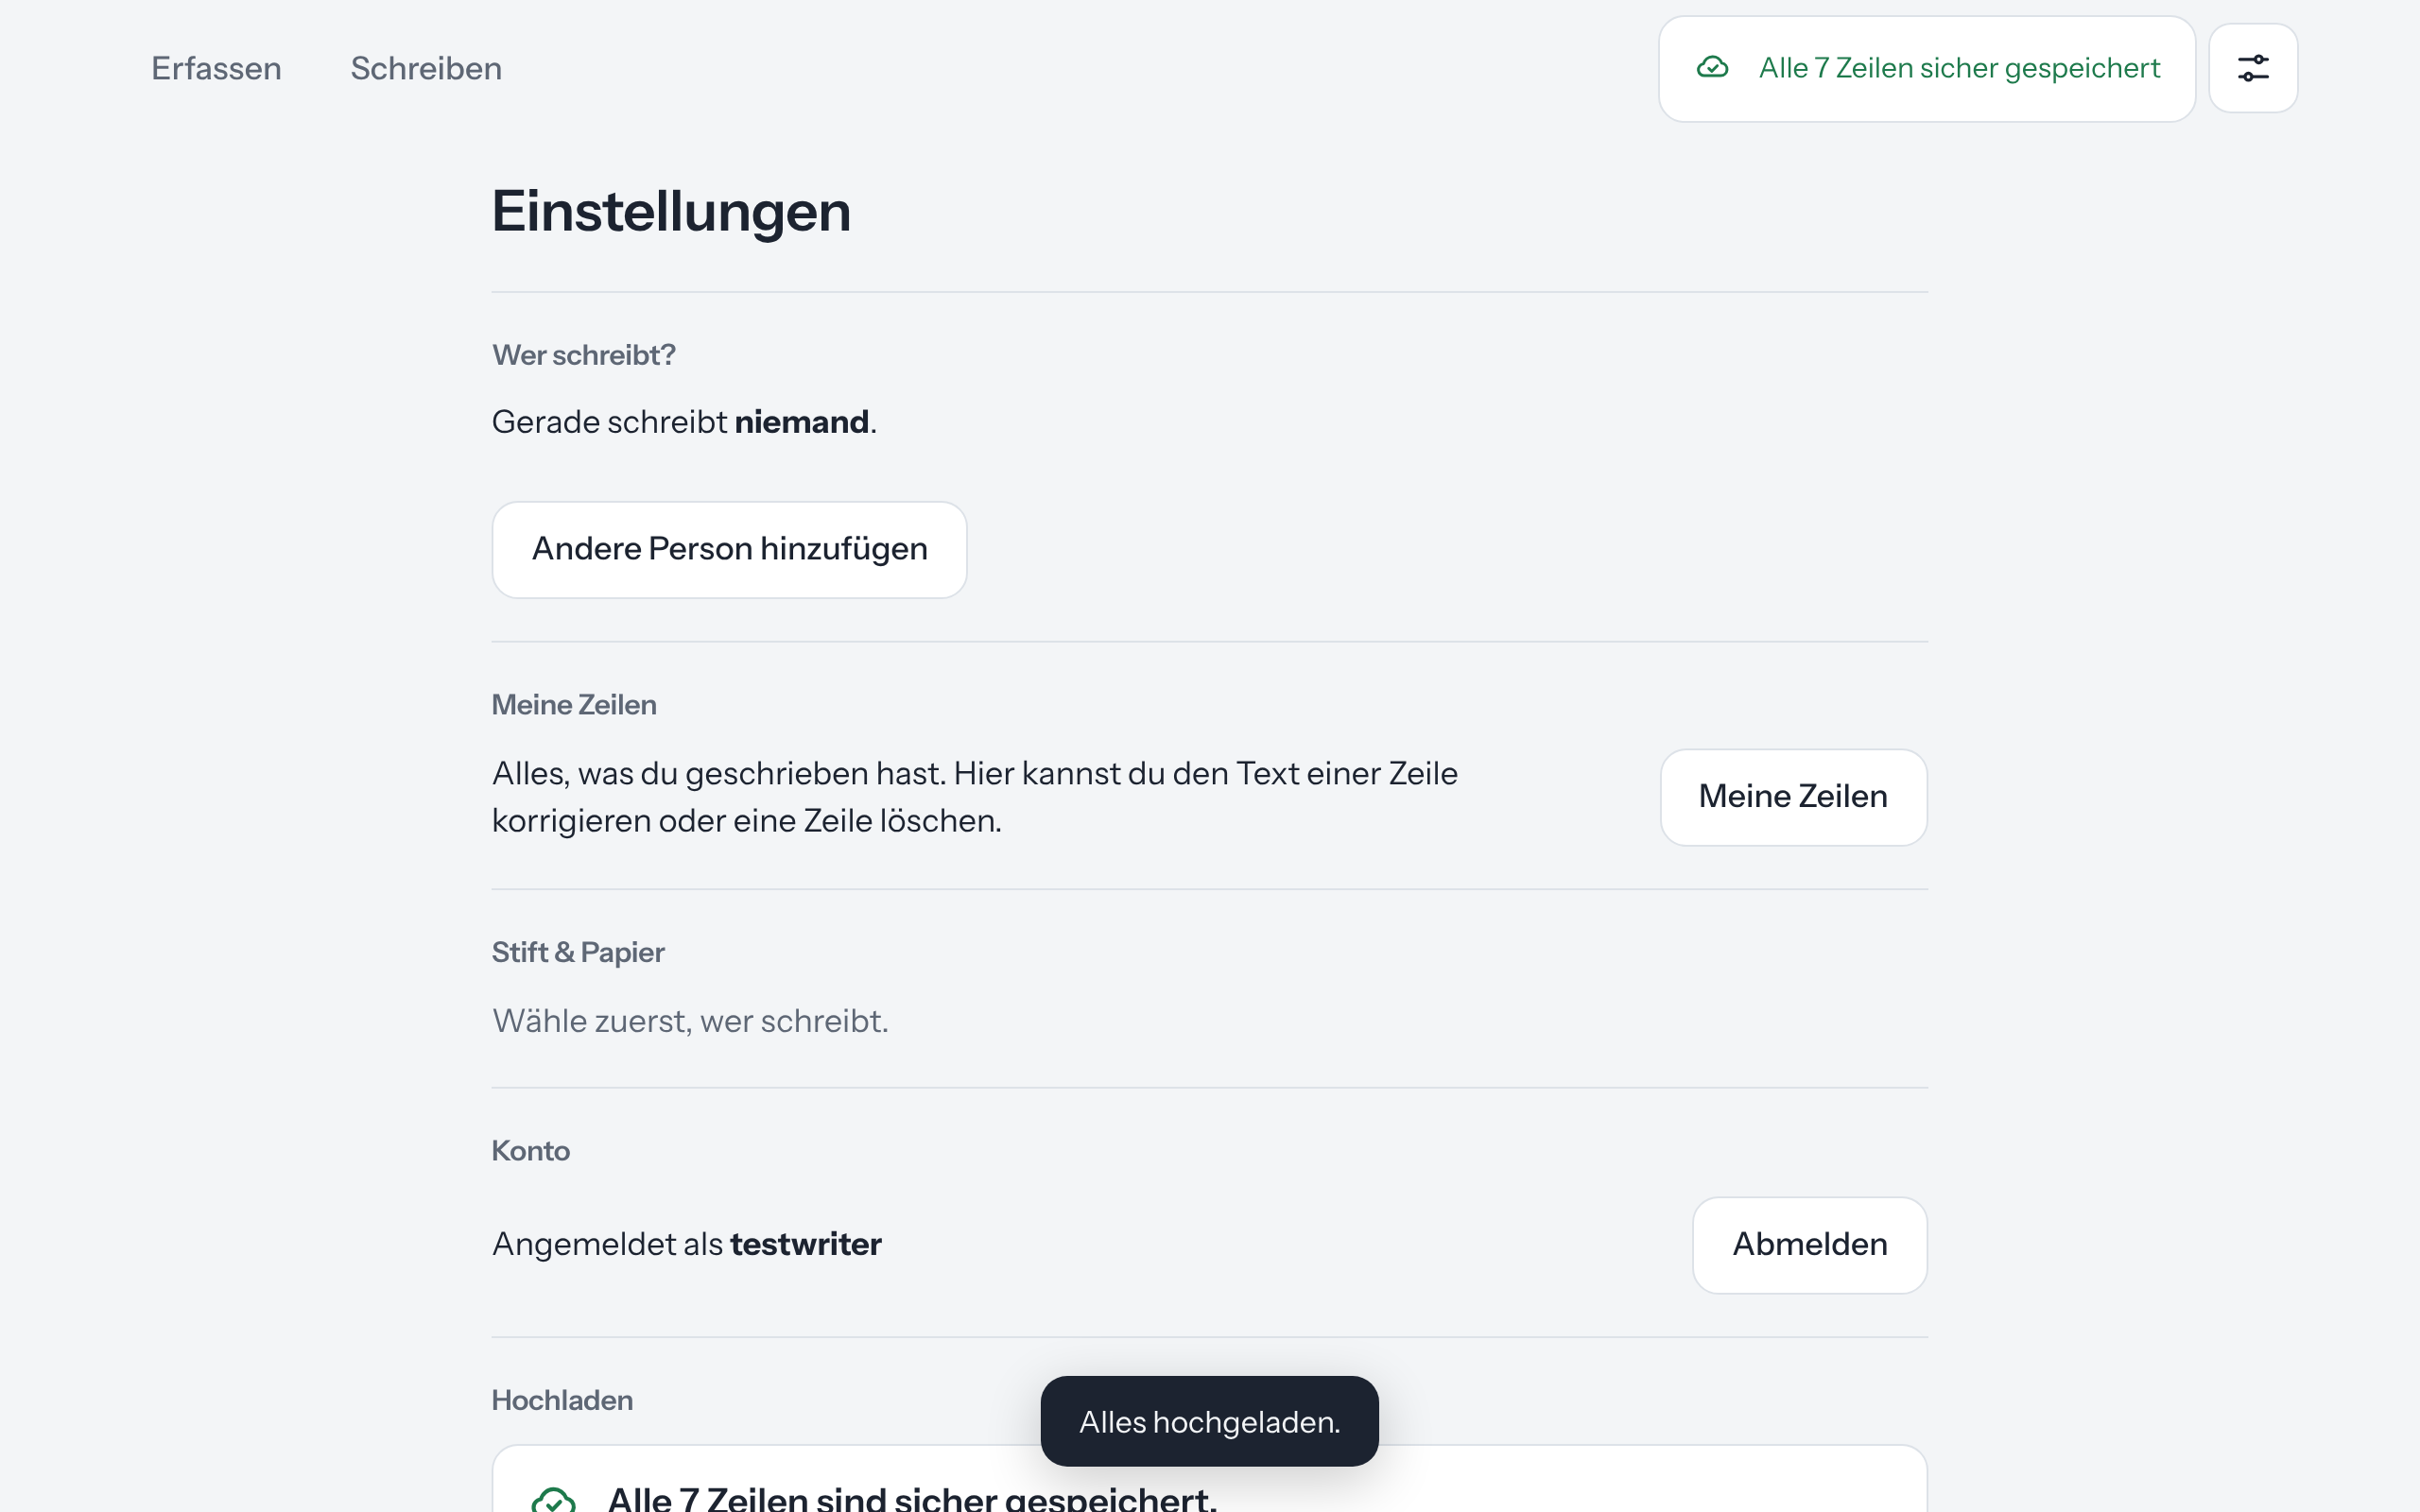 Erfassen Schreiben Alle 7 Zeilen sicher gespeichert
Einstellungen
Wer schreibt?
Gerade schreibt niemand.
Andere Person hinzufügen
Meine Zeilen
Alles, was du geschrieben hast. Hier kannst du den Text einer Zeile
korrigieren oder eine Zeile löschen.
Meine Zeilen
Stift & Papier
Wähle zuerst, wer schreibt.
Konto
Angemeldet als testwriter
Abmelden
Hochladen
Alles hochgeladen.
Alle 7 Zeilen sind sicher gespeichert.